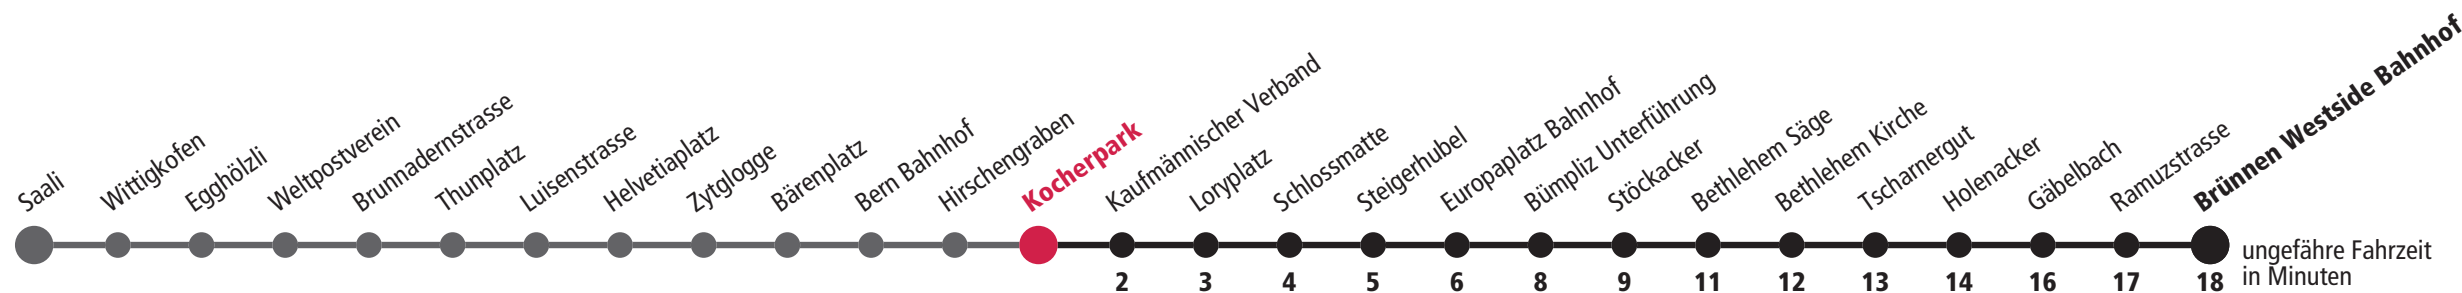 Saali
Wittigkofen
Egghölzli
Weltpostverein
Brunnadernstrasse
Thunplatz
Luisenstrasse
Helvetiaplatz
Zytglogge
Bärenplatz
Bern Bahnhof
Hirschengraben
Kocherpark
Kaufmännischer Verband
Loryplatz
Schlossmatte
Steigerhubel
Europaplatz Bahnhof
Bümpliz Unterführung
Stöckacker
Bethlehem Säge
Bethlehem Kirche
Tscharnergut
Holenacker
Gäbelbach
Ramuzstrasse
Brünnen Westside Bahnhof
2 3 4 5 6 8 9 11 12 13 14 16 17 18
ungefähre Fahrzeit
in Minuten